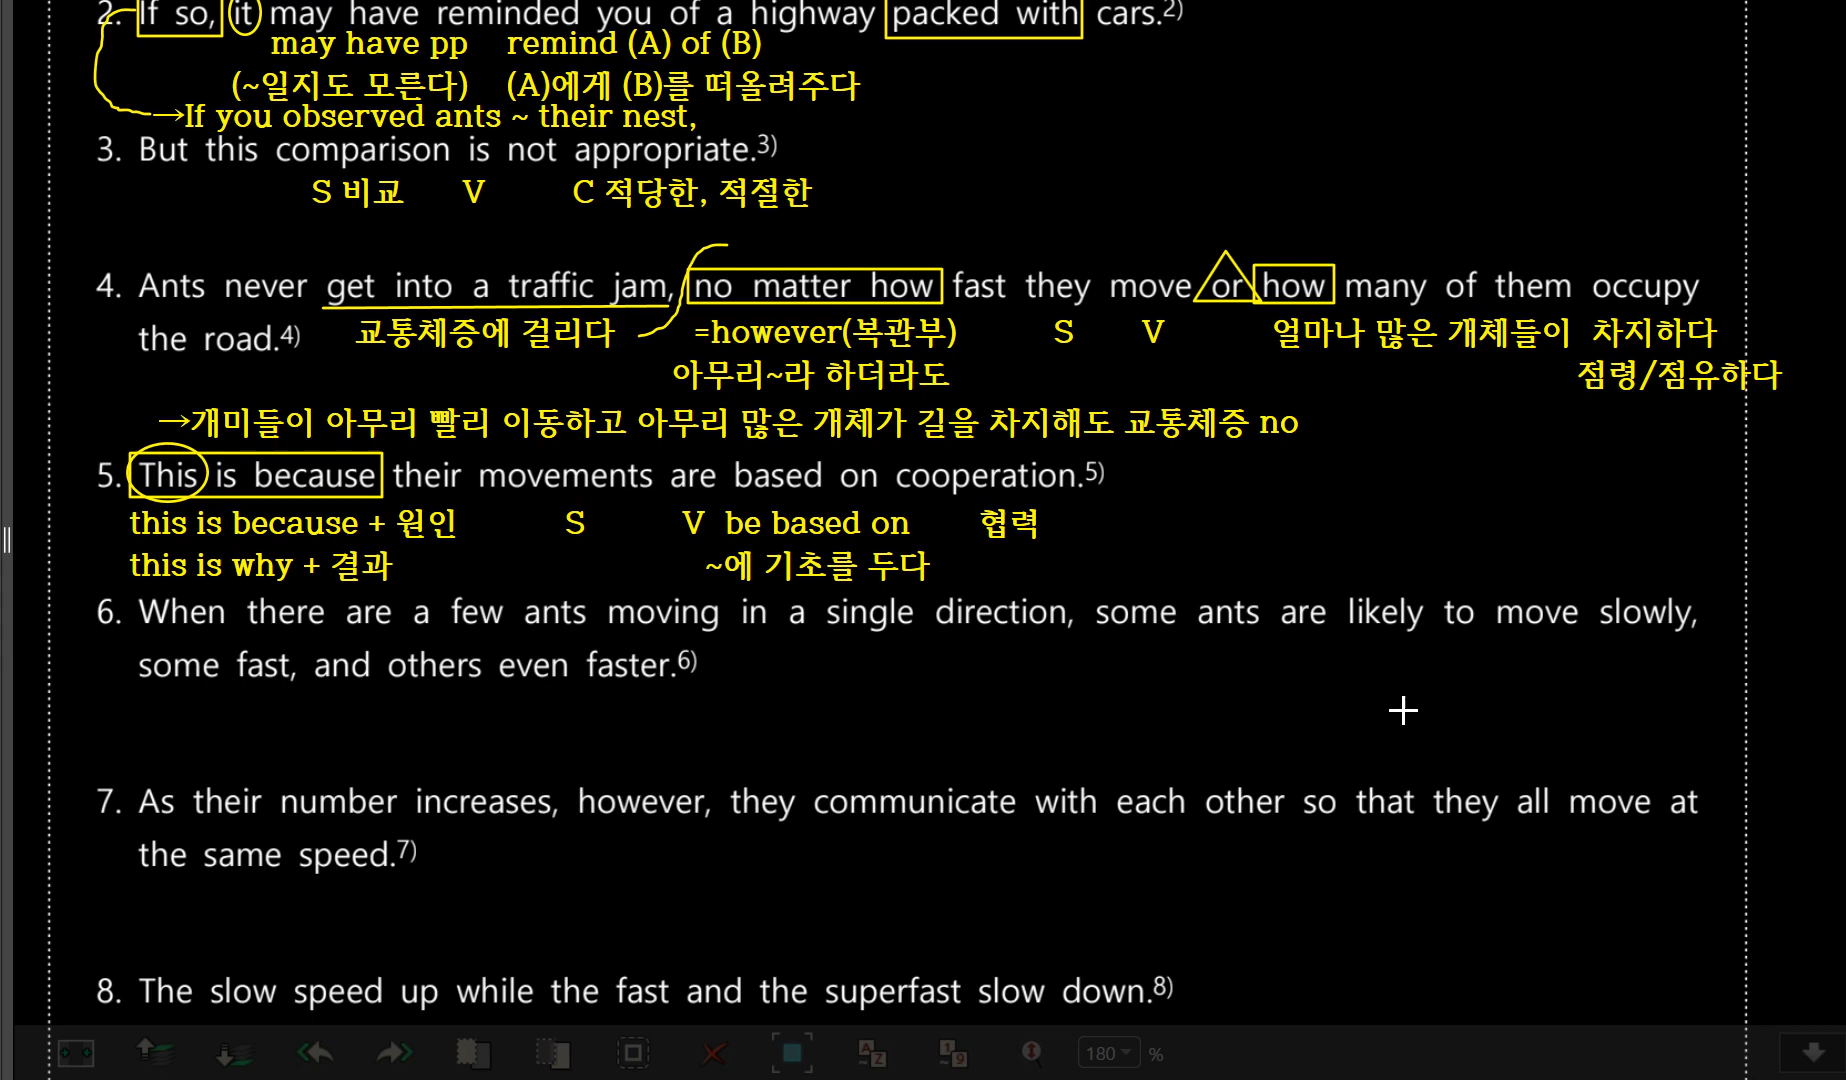 2. If so, it may have reminded you of a highway packed with cars.2)
may have pp remind (A) of (B)
(~일지도 모른다) (A)에게 (B)를 떠올려주다
→If you observed ants ~ their nest,
3. But this comparison is not appropriate.3)
S 비교 V C 적당한, 적절한
4. Ants never get into a traffic jam, no matter how fast they move or how many of them occupy
the road.4) 교통체증에 걸리다 =however(복관부) S V 얼마나 많은 개체들이 차지하다
아무리~라 하더라도 점령/점유하다
→개미들이 아무리 빨리 이동하고 아무리 많은 개체가 길을 차지해도 교통체증 no
5. This is because their movements are based on cooperation.5)
this is because + 원인 S V be based on 협력
this is why + 결과 ~에 기초를 두다
6. When there are a few ants moving in a single direction, some ants are likely to move slowly,
some fast, and others even faster.6)
7. As their number increases, however, they communicate with each other so that they all move at
the same speed.7)
8. The slow speed up while the fast and the superfast slow down.8)
180 %